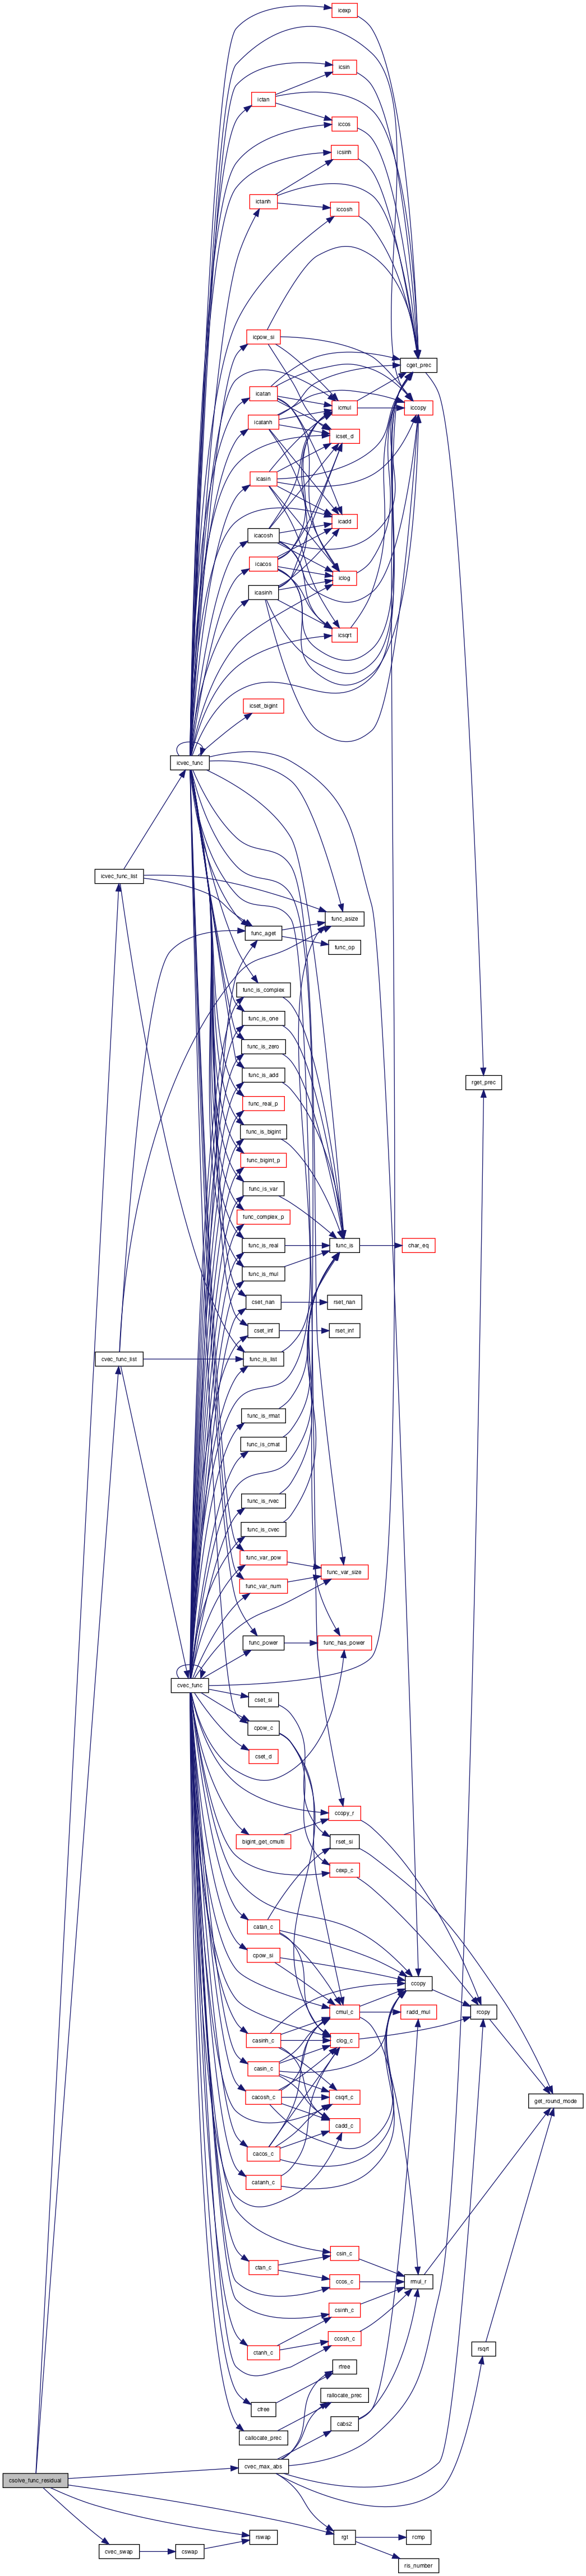 icexp
icsin
ictan
iccos
icsinh
ictanh
iccosh
icpow_si
cget_prec
icatan
icmul
iccopy
icatanh
icset_d
icasin
icadd
icacosh
icacos
iclog
icasinh
icsqrt
icset_bigint
icvec_func
icvec_func_list
func_asize
func_aget
func_op
func_is_complex
func_is_one
func_is_zero
func_is_add
rget_prec
func_real_p
func_is_bigint
func_bigint_p
func_is_var
func_complex_p
func_is_real
func_is
char_eq
func_is_mul
cset_nan
rset_nan
cset_inf
rset_inf
cvec_func_list
func_is_list
func_is_rmat
func_is_cmat
func_is_rvec
func_is_cvec
func_var_pow
func_var_size
func_var_num
func_power
func_has_power
cvec_func
cset_si
cpow_c
cset_d
ccopy_r
bigint_get_cmulti
rset_si
cexp_c
catan_c
cpow_si
ccopy
cmul_c
radd_mul
rcopy
casinh_c
clog_c
casin_c
cacosh_c
csqrt_c
get_round_mode
cadd_c
cacos_c
catanh_c
csin_c
ctan_c
ccos_c
rmul_r
csinh_c
ccosh_c
ctanh_c
rsqrt
rfree
rallocate_prec
cfree
cabs2
callocate_prec
cvec_max_abs
csolve_func_residual
rswap
rgt
rcmp
cvec_swap
cswap
ris_number